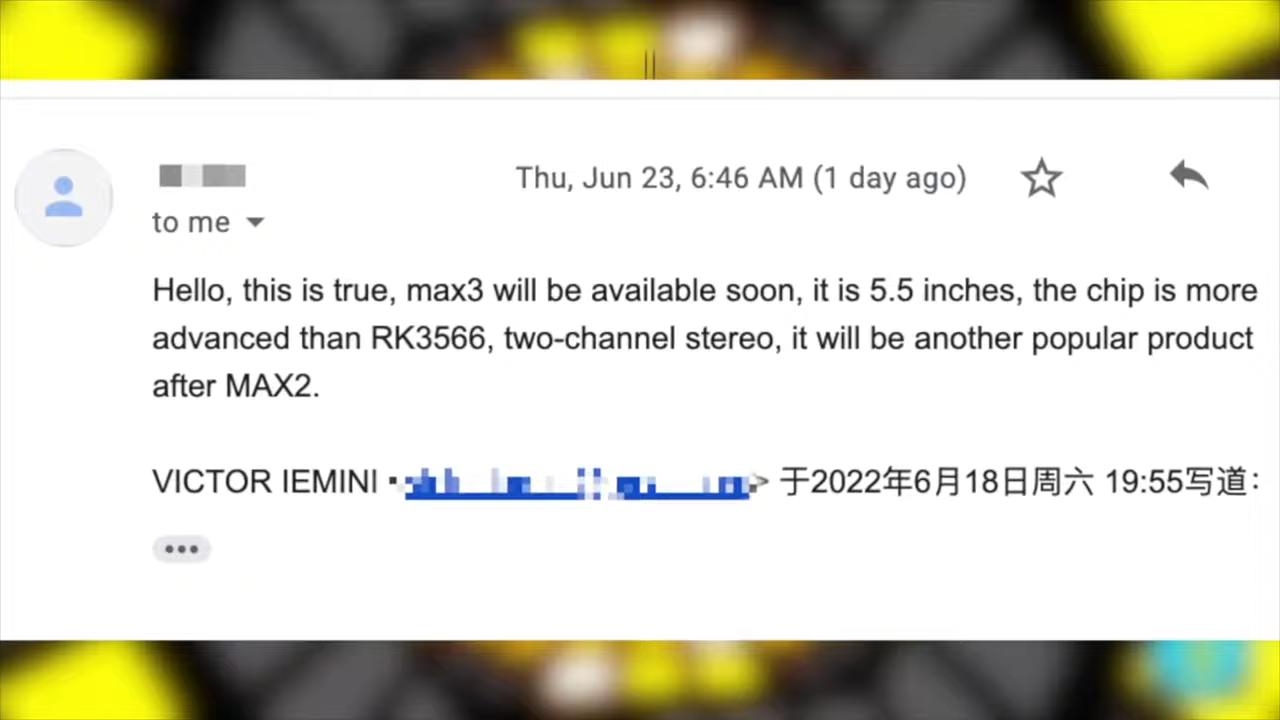 Thu, Jun 23, 6:46 AM (1 day ago)
to me
Hello, this is true, max3 will be available soon, it is 5.5 inches, the chip is more
advanced than RK3566, two-channel stereo, it will be another popular product
after MAX2.
VICTOR IEMINI > 于2022年6月18日周六 19:55写道: